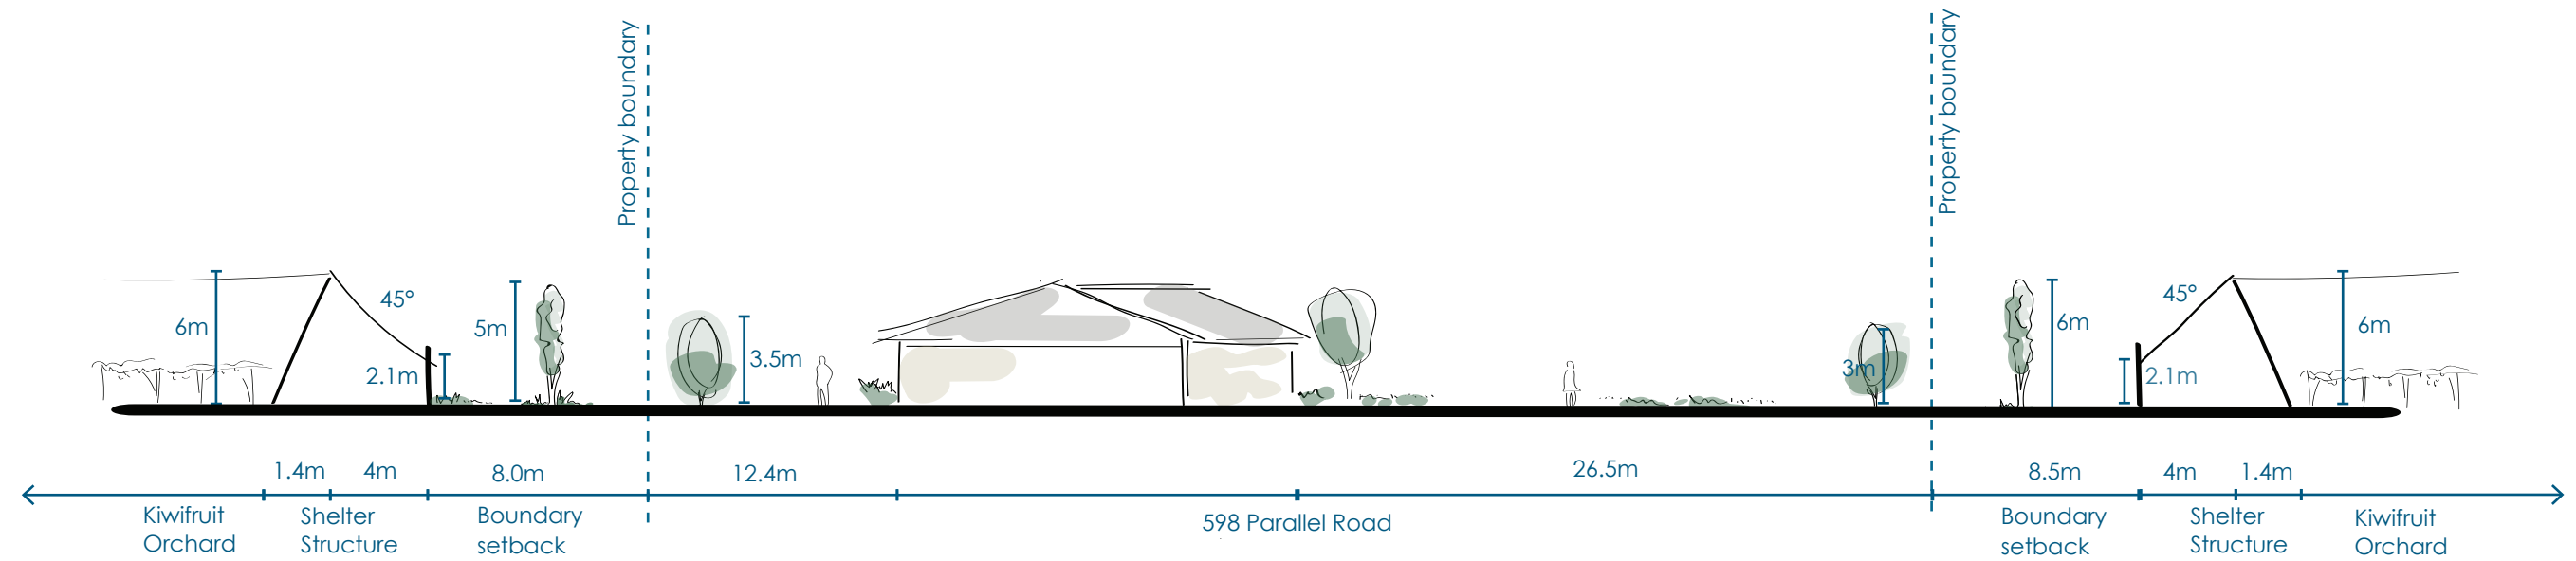 Property boundary
Property boundary
45°
6m
5m
2.1m
3.5m
3m
45°
6m
6m
2.1m
1.4m
4m
8.0m
12.4m
26.5m
8.5m
4m
1.4m
Kiwifruit
Orchard
Shelter
Structure
Boundary
setback
598 Parallel Road
Boundary
setback
Shelter
Structure
Kiwifruit
Orchard